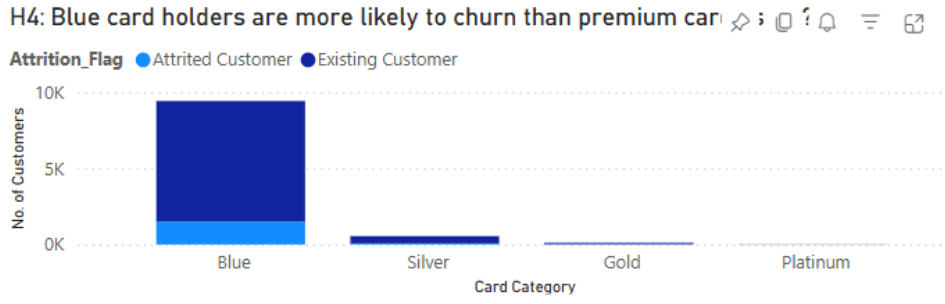 H4: Blue card holders are more likely to churn than premium ?
Attrition_Flag Attrited Customer Existing Customer
10K
5K
0K
No. of Customers
Blue Silver Gold Platinum
Card Category